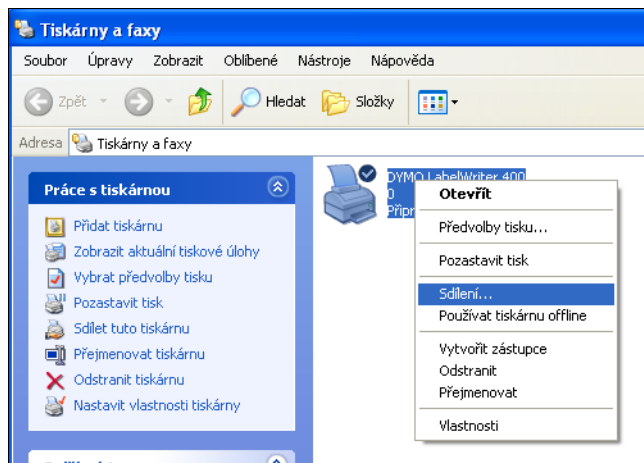 Tiskárny a faxy
Soubor Úpravy Zobrazit Oblíbené Nástroje Nápověda
Zpět Hledat Složky
Adresa Tiskárny a faxy
Práce s tiskárnou
Přidat tiskárnu
Zobrazit aktuální tiskové úlohy
Vybrat předvolby tisku
Pozastavit tisk
Sdílet tuto tiskárnu
Přejmenovat tiskárnu
Odstranit tiskárnu
Nastavit vlastnosti tiskárny
DYMO LabelWriter 400
0
Otevřít
Předvolby tisku...
Pozastavit tisk
Sdílení...
Používat tiskárnu offline
Vytvořit zástupce
Odstranit
Přejmenovat
Vlastnosti